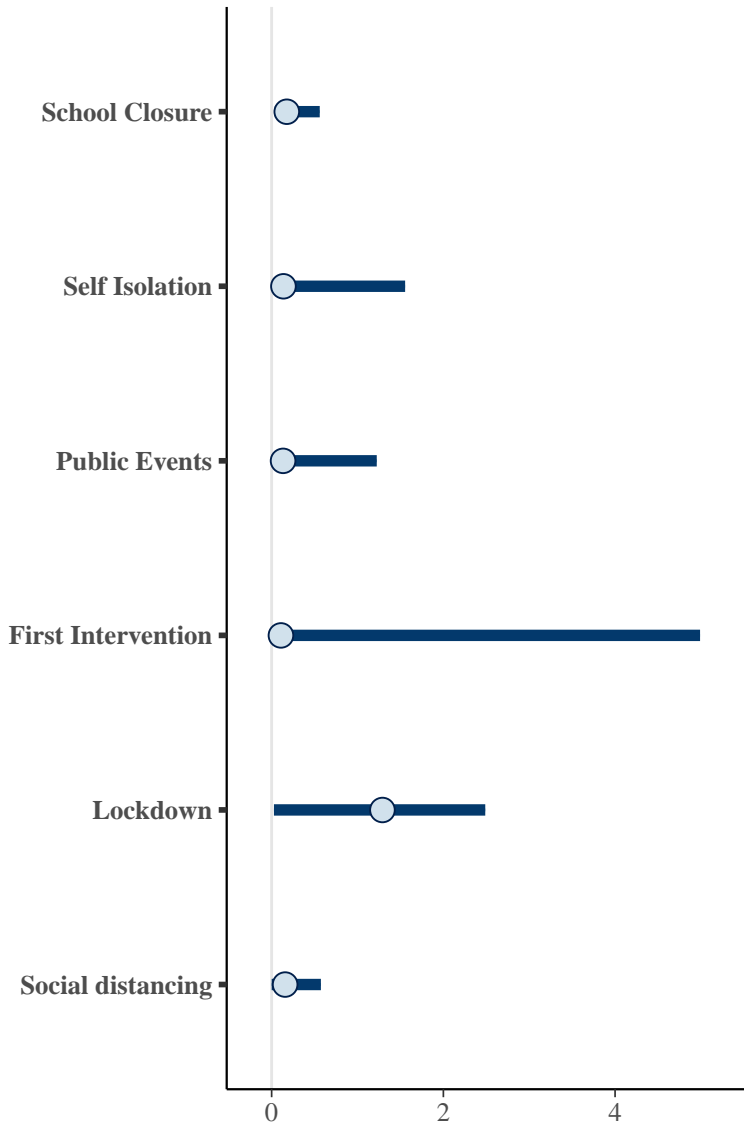 School Closure
Self Isolation
Public Events
First Intervention
Lockdown
Social distancing
0 2 4